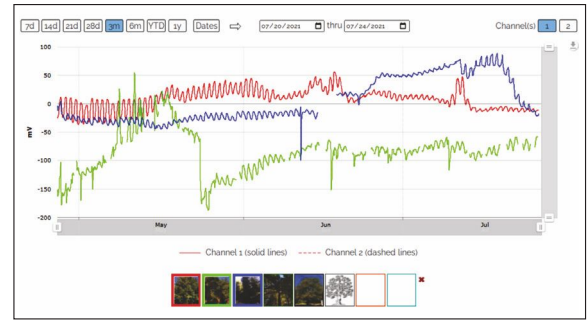 7d 14d 21d 28d 3m 6m YTD 1y Dates 07/20/2021 thru 07/24/2021 Channel(s) 1 2
100
50
0
-50
-100
-150
-200
mV
May Jun Jul
Channel 1 (solid lines) Channel 2 (dashed lines)